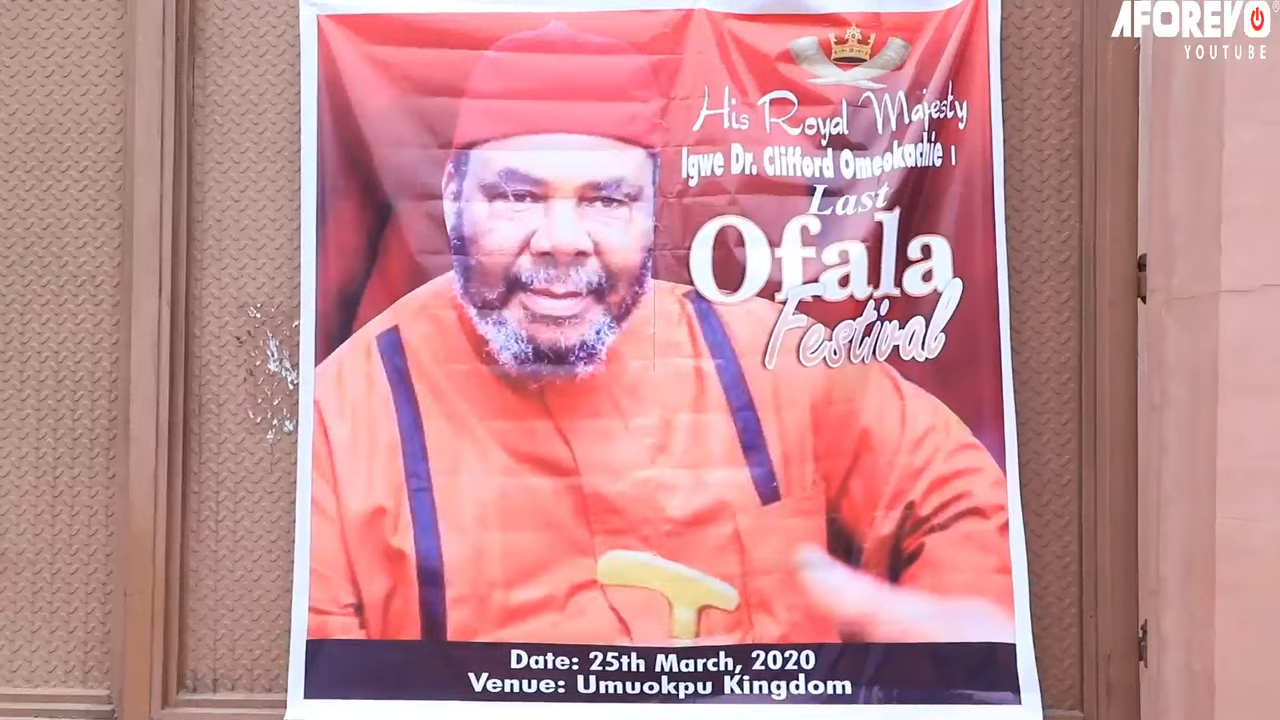 AFOREVO
YOUTUBE
His Royal Majesty
Igwe Dr. Clifford Omeokachie I
Last
Ofala
Festival
Date: 25th March, 2020
Venue: Umuokpu Kingdom